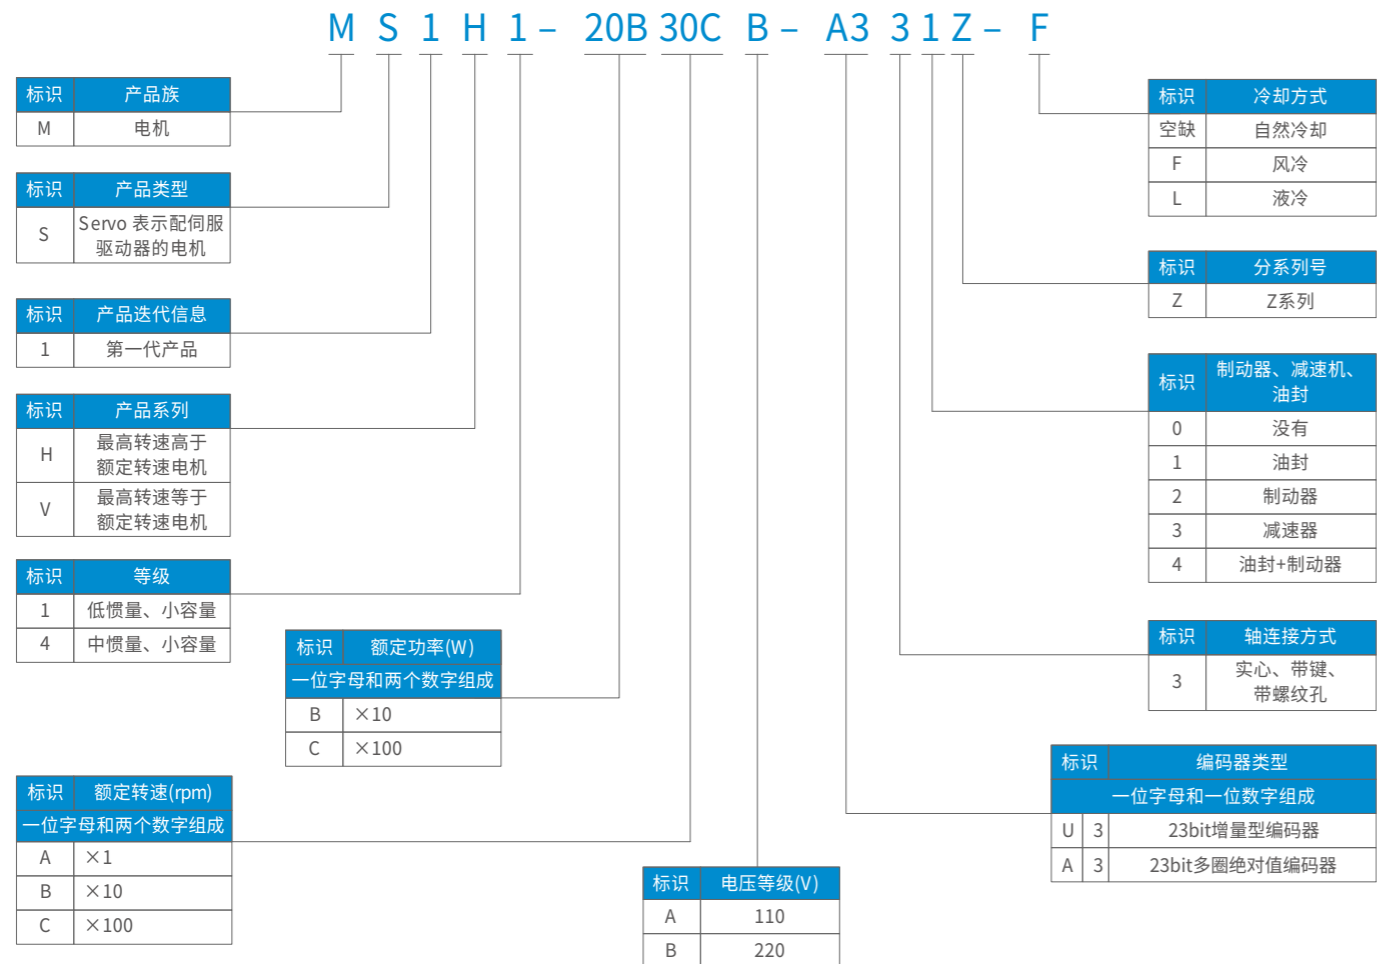 M S 1 H 1 – 20B 30C B – A3 3 1 Z – F
标识 产品族
M 电机
标识 产品类型
S Servo 表示配伺服
驱动器的电机
标识 产品迭代信息
1 第一代产品
标识 产品系列
H 最高转速高于
额定转速电机
V 最高转速等于
额定转速电机
标识 等级
1 低惯量、小容量
4 中惯量、小容量
标识 额定功率(W)
一位字母和两个数字组成
B ×10
C ×100
标识 额定转速(rpm)
一位字母和两个数字组成
A ×1
B ×10
C ×100
标识 电压等级(V)
A 110
B 220
标识 冷却方式
空缺 自然冷却
F 风冷
L 液冷
标识 分系列号
Z Z系列
标识 制动器、减速机、
油封
0 没有
1 油封
2 制动器
3 减速器
4 油封+制动器
标识 轴连接方式
3 实心、带键、
带螺纹孔
标识 编码器类型
一位字母和一位数字组成
U 3 23bit增量型编码器
A 3 23bit多圈绝对值编码器